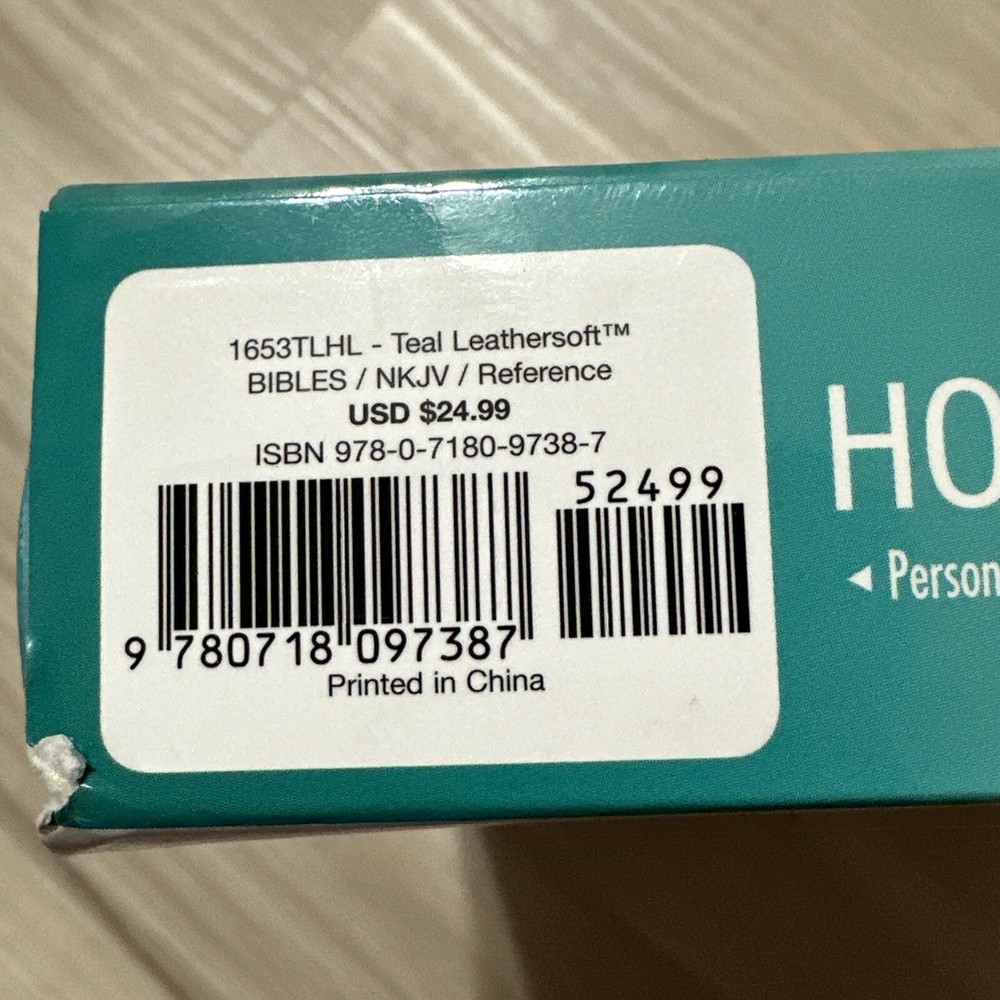 1653TLHL - Teal Leathersoft™
BIBLES / NKJV / Reference
USD $24.99
ISBN 978-0-7180-9738-7
52499
9 780718 097387
Printed in China
HO
◄ Person